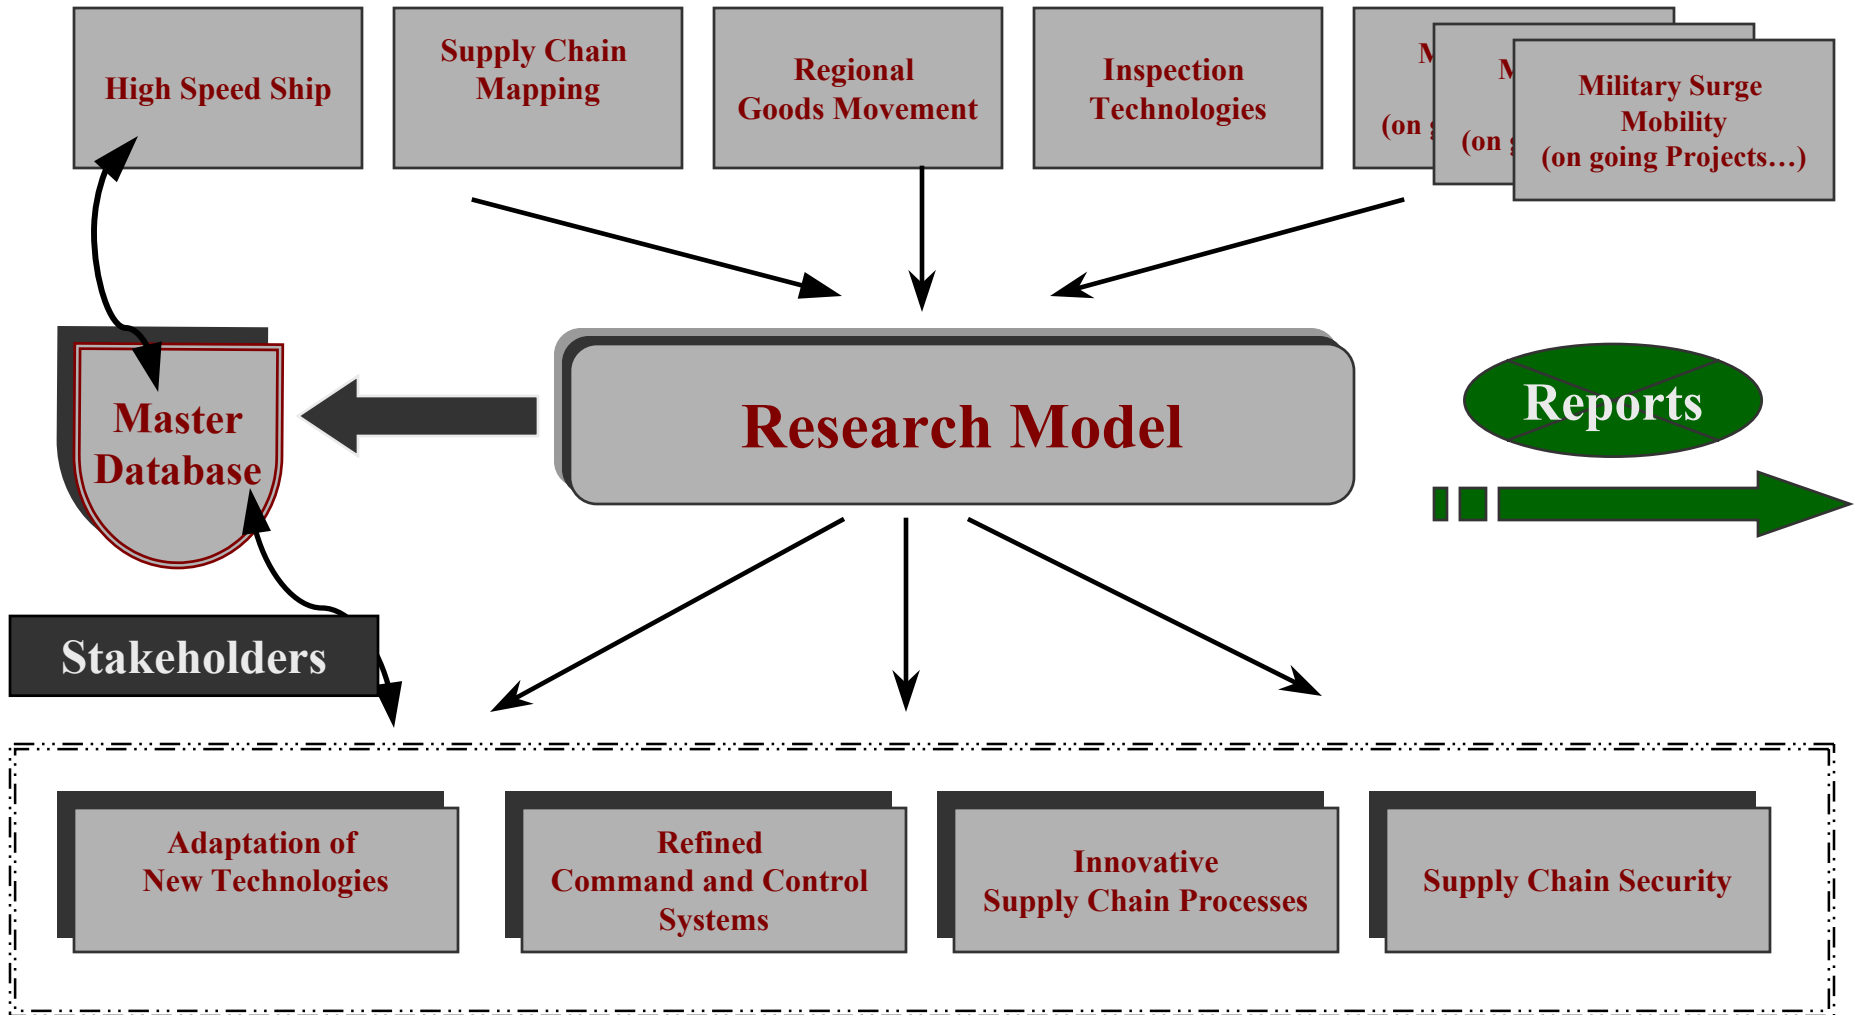 High Speed Ship
Supply Chain
Mapping
Regional
Goods Movement
Inspection
Technologies
M
(on g
M
(on g
Military Surge
Mobility
(on going Projects...)
Master
Database
Research Model
Reports
Stakeholders
Adaptation of
New Technologies
Refined
Command and Control
Systems
Innovative
Supply Chain Processes
Supply Chain Security